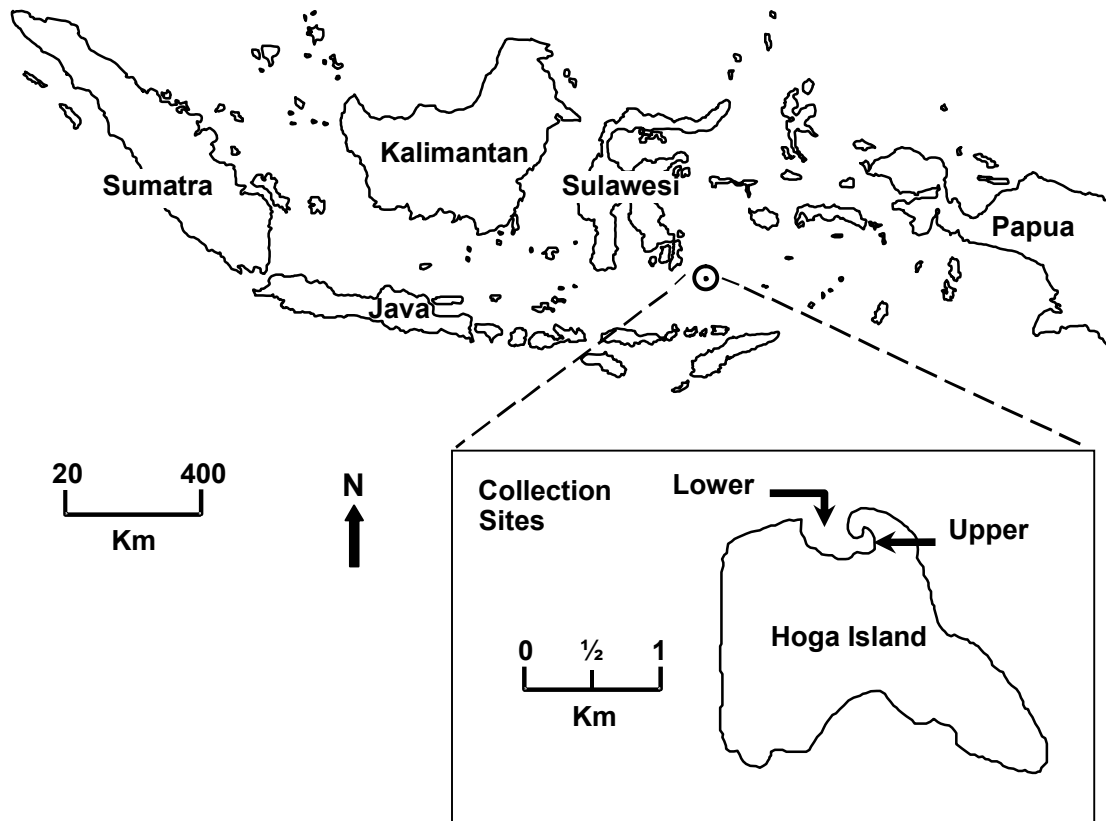 Kalimantan
Sumatra
Sulawesi
Papua
Java
20 400
Km
N
Collection
Sites
Lower
Upper
Hoga Island
0 ½ 1
Km